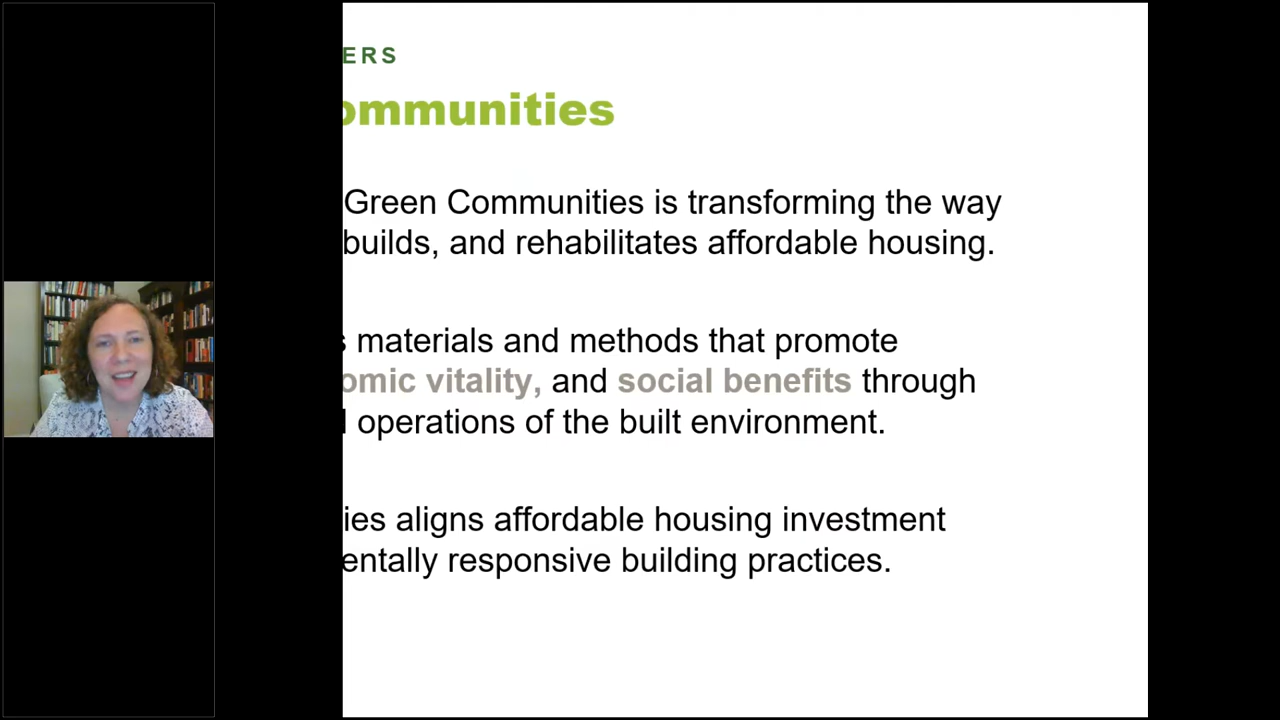 ERS
ommunities
Green Communities is transforming the way
builds, and rehabilitates affordable housing.
s materials and methods that promote
omic vitality, and social benefits through
operations of the built environment.
ies aligns affordable housing investment
entally responsive building practices.